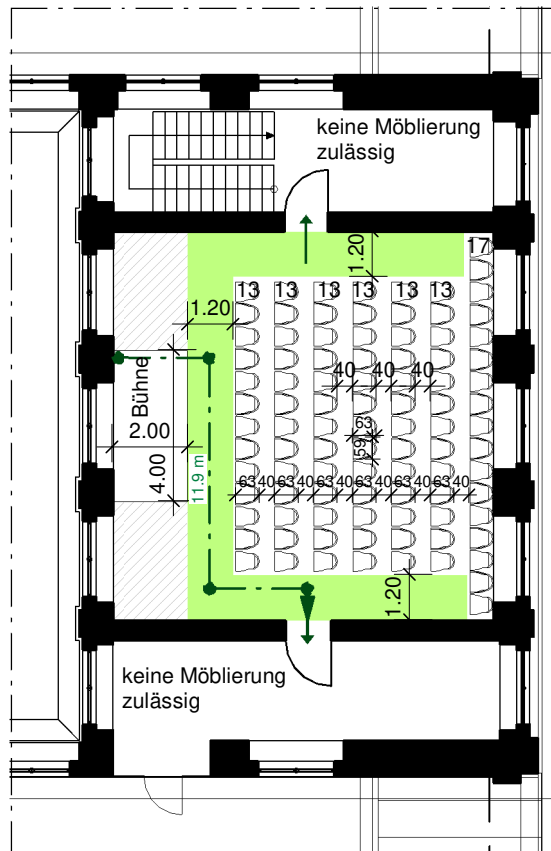 keine Möblierung
zulässig
17
1.20
13 13 13 13 13 13
1.20
40 40 40
Bühne
63
2.00
59
4.00
11.9 m
63 40 63 40 63 40 63 40 63 40 63 40
1.20
keine Möblierung
zulässig